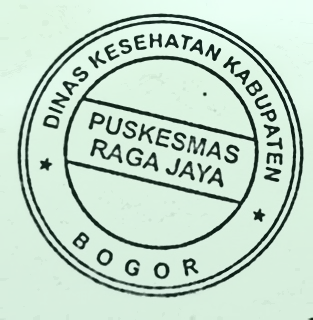 DINAS KESEHATAN KABUPATEN
PUSKESMAS
RAGA JAYA
BOGOR